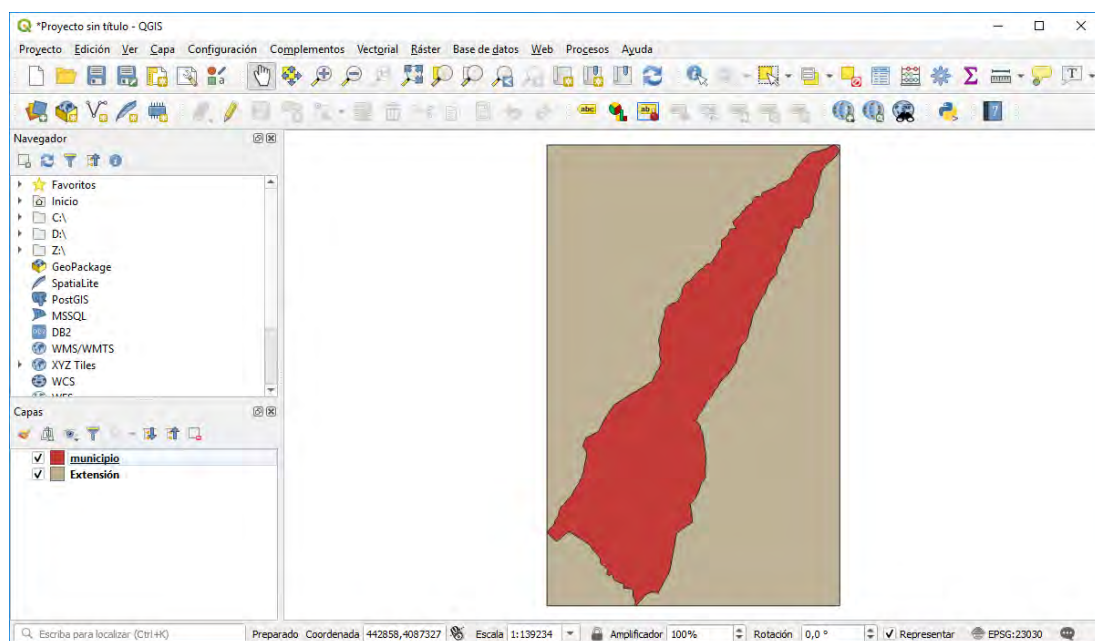 *Proyecto sin título - QGIS
Proyecto Edición Ver Capa Configuración Complementos Vectorial Ráster Base de datos Web Procesos Ayuda
Navegador
Favoritos
Inicio
C:\
D:\
Z:\
GeoPackage
SpatiaLite
PostGIS
MSSQL
DB2
WMS/WMTS
XYZ Tiles
WCS
Capas
municipio
Extensión
Escriba para localizar (Ctrl+K) Preparado Coordenada 442858,4087327 Escala 1:139234 Amplificador 100% Rotación 0,0 ° Representar EPSG:23030